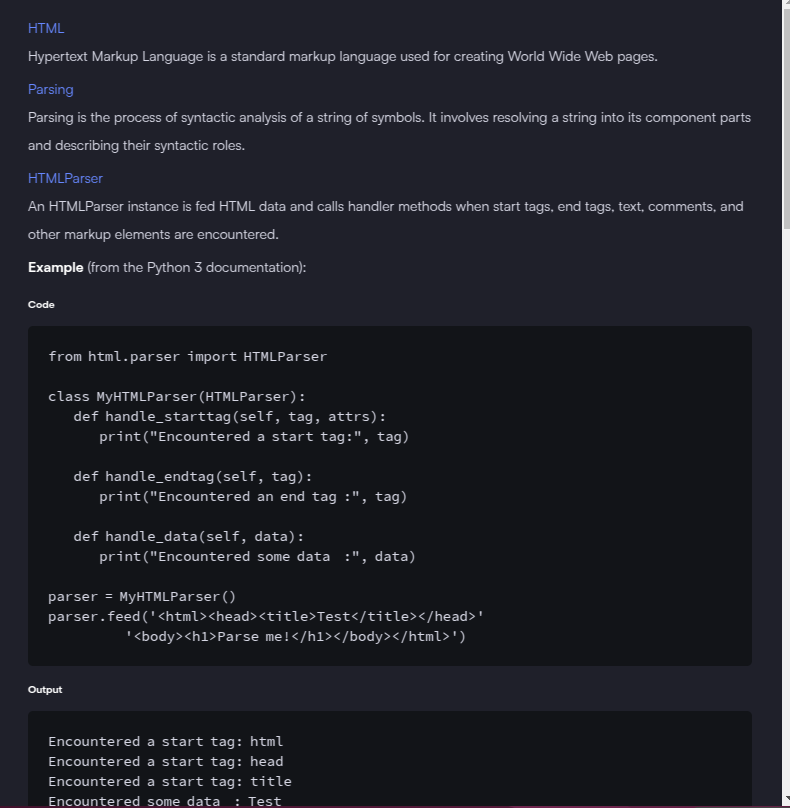 HTML
Hypertext Markup Language is a standard markup language used for creating World Wide Web pages.
Parsing
Parsing is the process of syntactic analysis of a string of symbols. It involves resolving a string into its component parts
and describing their syntactic roles.
HTMLParser
An HTMLParser instance is fed HTML data and calls handler methods when start tags, end tags, text, comments, and
other markup elements are encountered.
Example (from the Python 3 documentation):
Code
from html.parser import HTMLParser
class MyHTMLParser(HTMLParser):
    def handle_starttag(self, tag, attrs):
        print("Encountered a start tag:", tag)
    def handle_endtag(self, tag):
        print("Encountered an end tag :", tag)
    def handle_data(self, data):
        print("Encountered some data  :", data)
parser = MyHTMLParser()
parser.feed('<html><head><title>Test</title></head>'
            '<body><h1>Parse me!</h1></body></html>')
Output
Encountered a start tag: html
Encountered a start tag: head
Encountered a start tag: title
Encountered some data  : Test